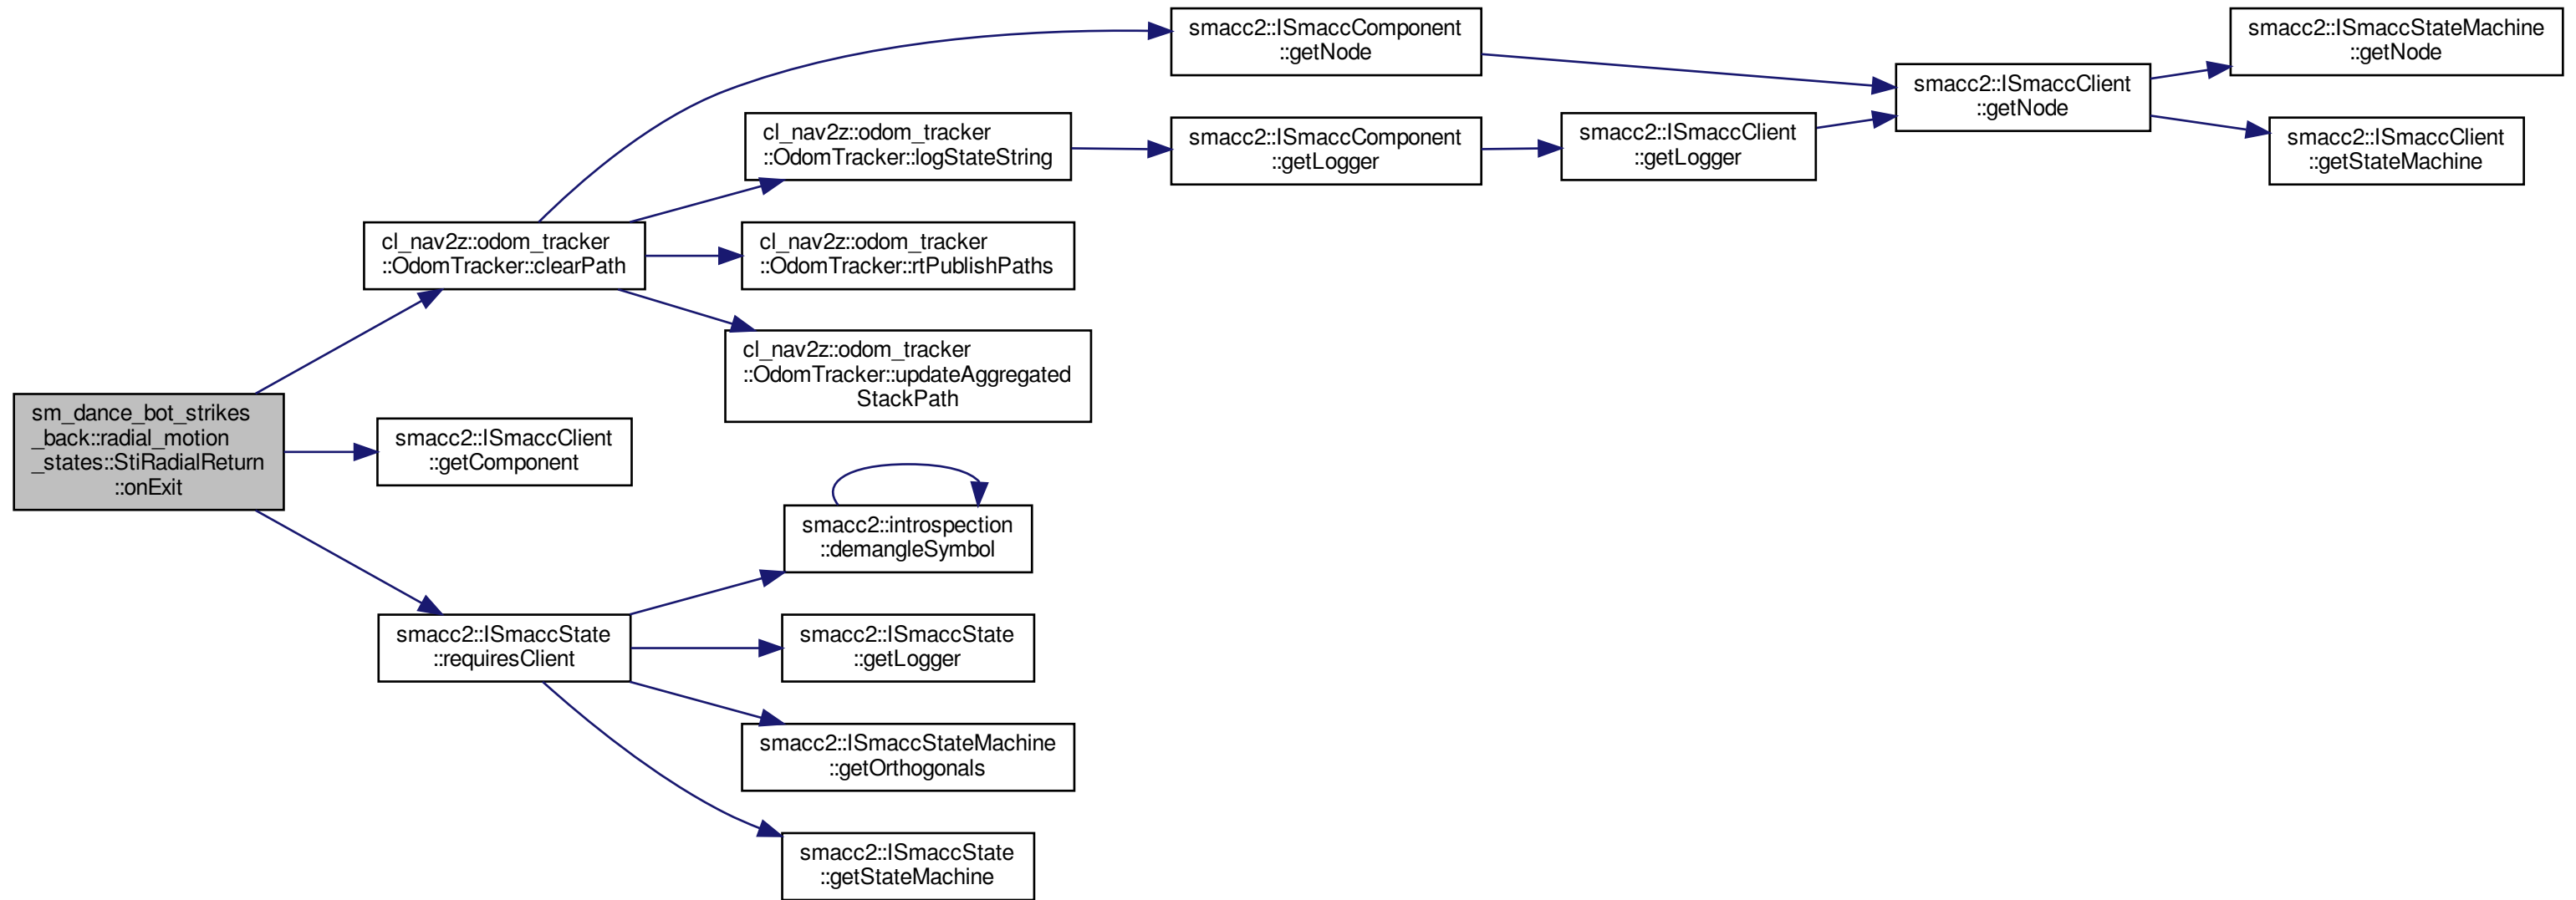 sm_dance_bot_strikes
_back::radial_motion
_states::StiRadialReturn
::onExit
cl_nav2z::odom_tracker
::OdomTracker::clearPath
smacc2::ISmaccComponent
::getNode
smacc2::ISmaccClient
::getNode
smacc2::ISmaccStateMachine
::getNode
smacc2::ISmaccClient
::getStateMachine
cl_nav2z::odom_tracker
::OdomTracker::logStateString
smacc2::ISmaccComponent
::getLogger
smacc2::ISmaccClient
::getLogger
cl_nav2z::odom_tracker
::OdomTracker::rtPublishPaths
cl_nav2z::odom_tracker
::OdomTracker::updateAggregated
StackPath
smacc2::ISmaccClient
::getComponent
smacc2::ISmaccState
::requiresClient
smacc2::introspection
::demangleSymbol
smacc2::ISmaccState
::getLogger
smacc2::ISmaccStateMachine
::getOrthogonals
smacc2::ISmaccState
::getStateMachine